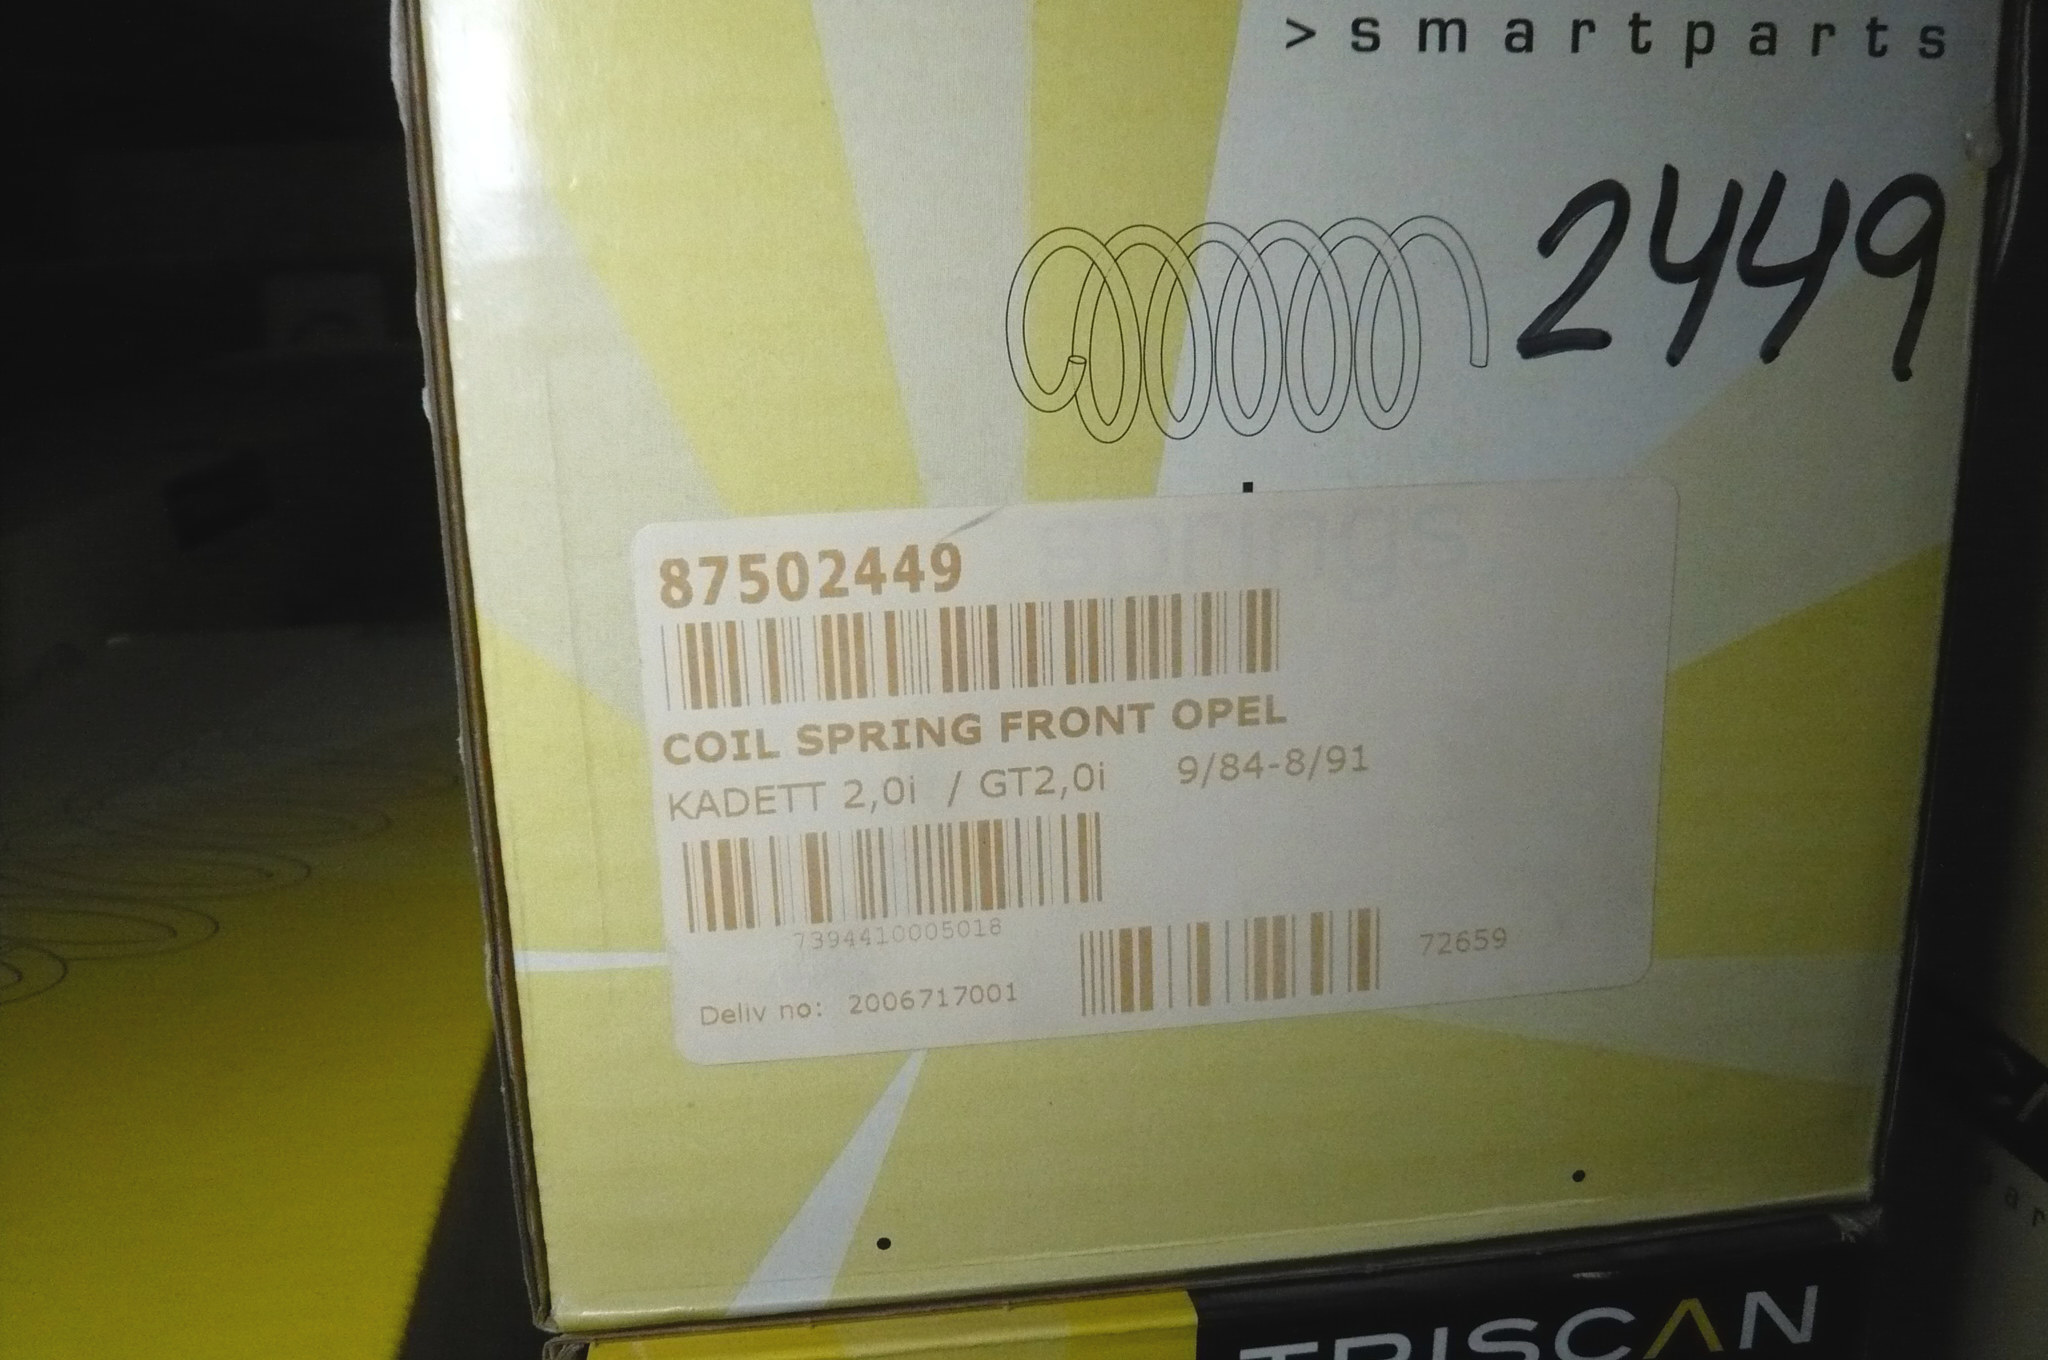 >smartparts
2449
springs
87502449
COIL SPRING FRONT OPEL
KADETT 2,0i / GT2,0i 9/84-8/91
7394410005018
72659
Deliv no: 2006717001
TRISCAN